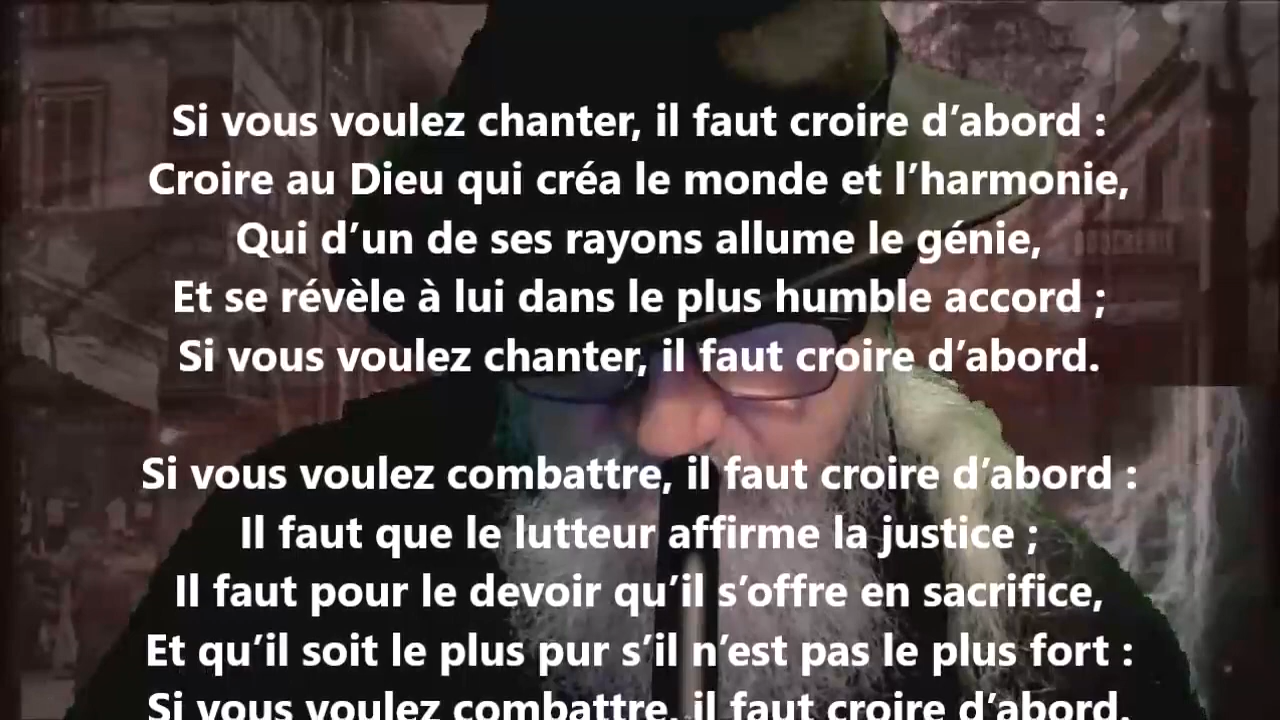 Si vous voulez chanter, il faut croire d’abord :
Croire au Dieu qui créa le monde et l’harmonie,
Qui d’un de ses rayons allume le génie,
Et se révèle à lui dans le plus humble accord ;
Si vous voulez chanter, il faut croire d’abord.
Si vous voulez combattre, il faut croire d’abord :
Il faut que le lutteur affirme la justice ;
Il faut pour le devoir qu’il s’offre en sacrifice,
Et qu’il soit le plus pur s’il n’est pas le plus fort :
Si vous voulez combattre, il faut croire d’abord.